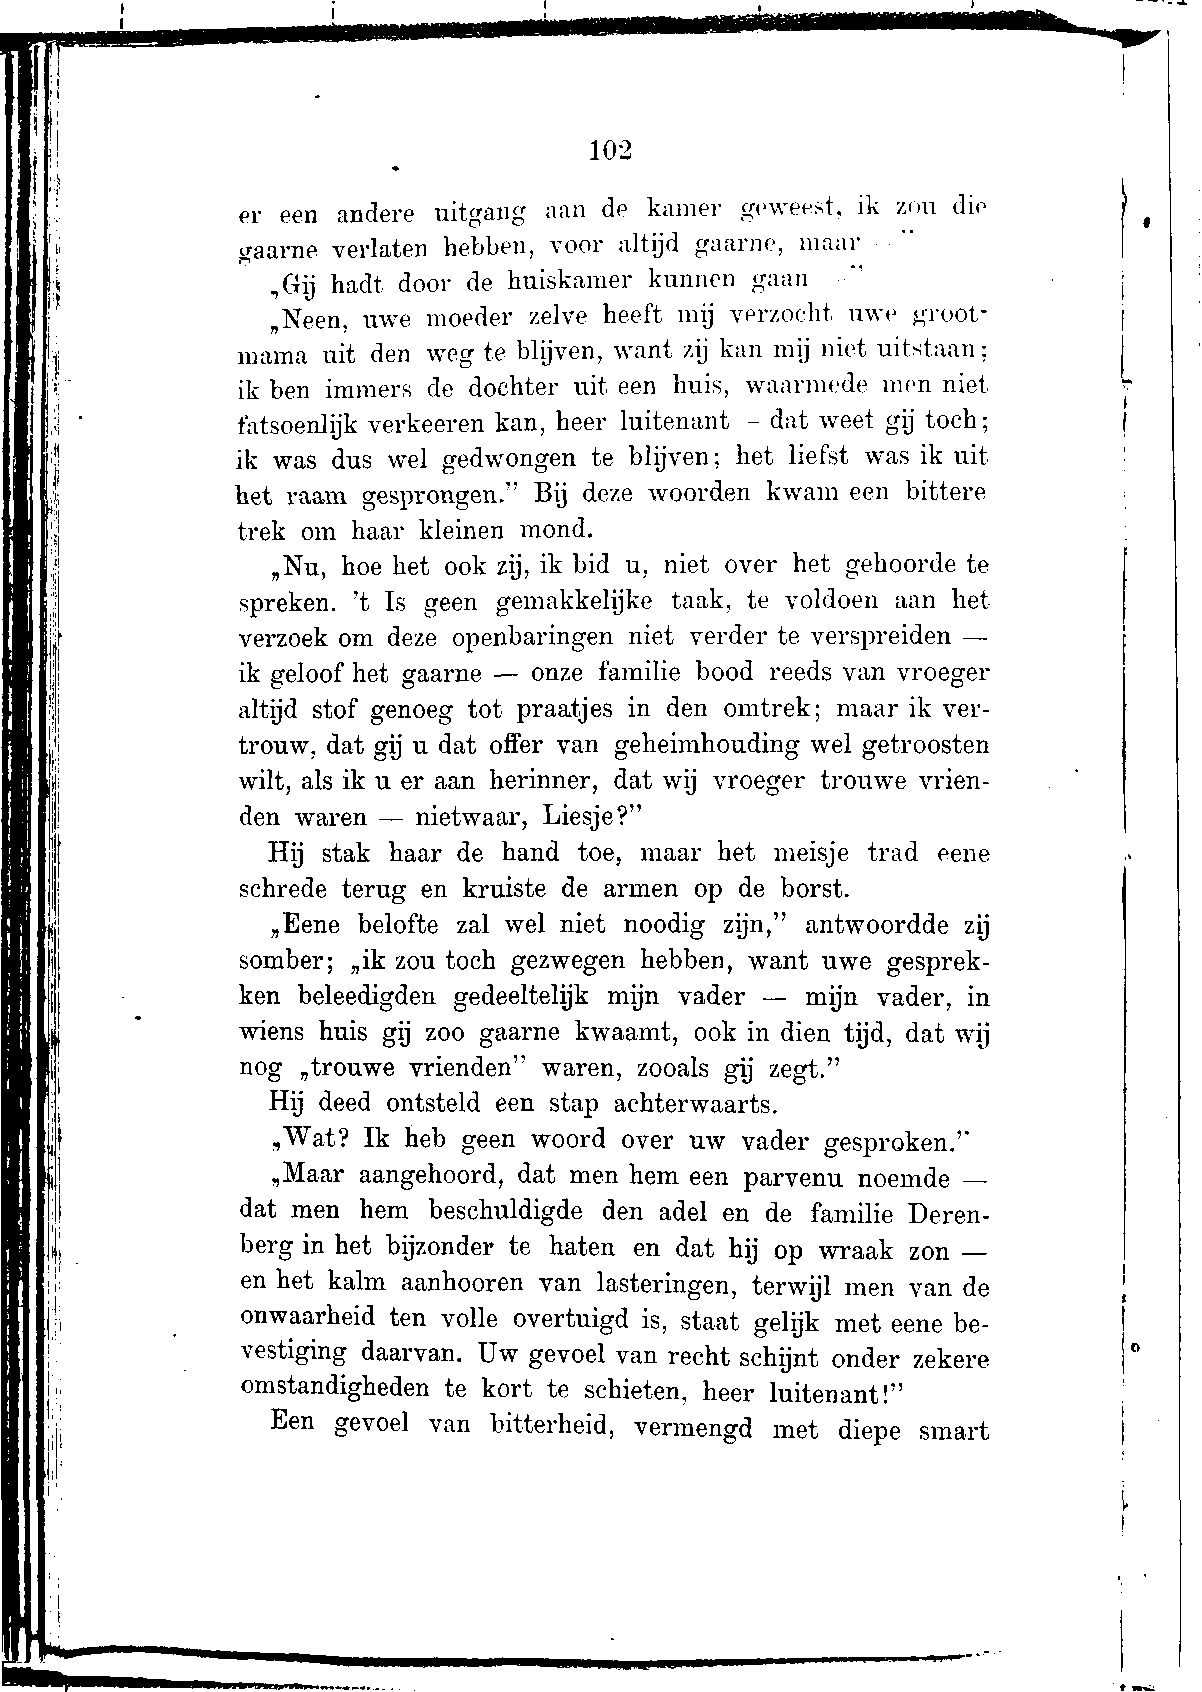 102
er een andere uitgang aan de kamer geweest, ik zou die
gaarne verlaten hebben, voor altijd gaarne, maar — ”
„Gij hadt door de huiskamer kunnen gaan — ”
„Neen, uwe moeder zelve heeft mij verzocht uwe groot-
mama uit den weg te blijven, want zij kan mij niet uitstaan;
ik ben immers de dochter uit een huis, waarmede men niet
fatsoenlijk verkeeren kan, heer luitenant — dat weet gij toch;
ik was dus wel gedwongen te blijven; het liefst was ik uit
het raam gesprongen.” Bij deze woorden kwam een bittere
trek om haar kleinen mond.
„Nu, hoe het ook zij, ik bid u, niet over het gehoorde te
spreken. ’t Is geen gemakkelijke taak, te voldoen aan het
verzoek om deze openbaringen niet verder te verspreiden —
ik geloof het gaarne — onze familie bood reeds van vroeger
altijd stof genoeg tot praatjes in den omtrek; maar ik ver-
trouw, dat gij u dat offer van geheimhouding wel getroosten
wilt, als ik u er aan herinner, dat wij vroeger trouwe vrien-
den waren — nietwaar, Liesje?”
Hij stak haar de hand toe, maar het meisje trad eene
schrede terug en kruiste de armen op de borst.
„Eene belofte zal wel niet noodig zijn,” antwoordde zij
somber; „ik zou toch gezwegen hebben, want uwe gesprek-
ken beleedigden gedeeltelijk mijn vader — mijn vader, in
wiens huis gij zoo gaarne kwaamt, ook in dien tijd, dat wij
nog „trouwe vrienden” waren, zooals gij zegt.”
Hij deed ontsteld een stap achterwaarts.
„Wat? Ik heb geen woord over uw vader gesproken.”
„Maar aangehoord, dat men hem een parvenu noemde —
dat men hem beschuldigde den adel en de familie Deren-
berg in het bijzonder te haten en dat hij op wraak zon —
en het kalm aanhooren van lasteringen, terwijl men van de
onwaarheid ten volle overtuigd is, staat gelijk met eene be-
vestiging daarvan. Uw gevoel van recht schijnt onder zekere
omstandigheden te kort te schieten, heer luitenant!”
Een gevoel van bitterheid, vermengd met diepe smart